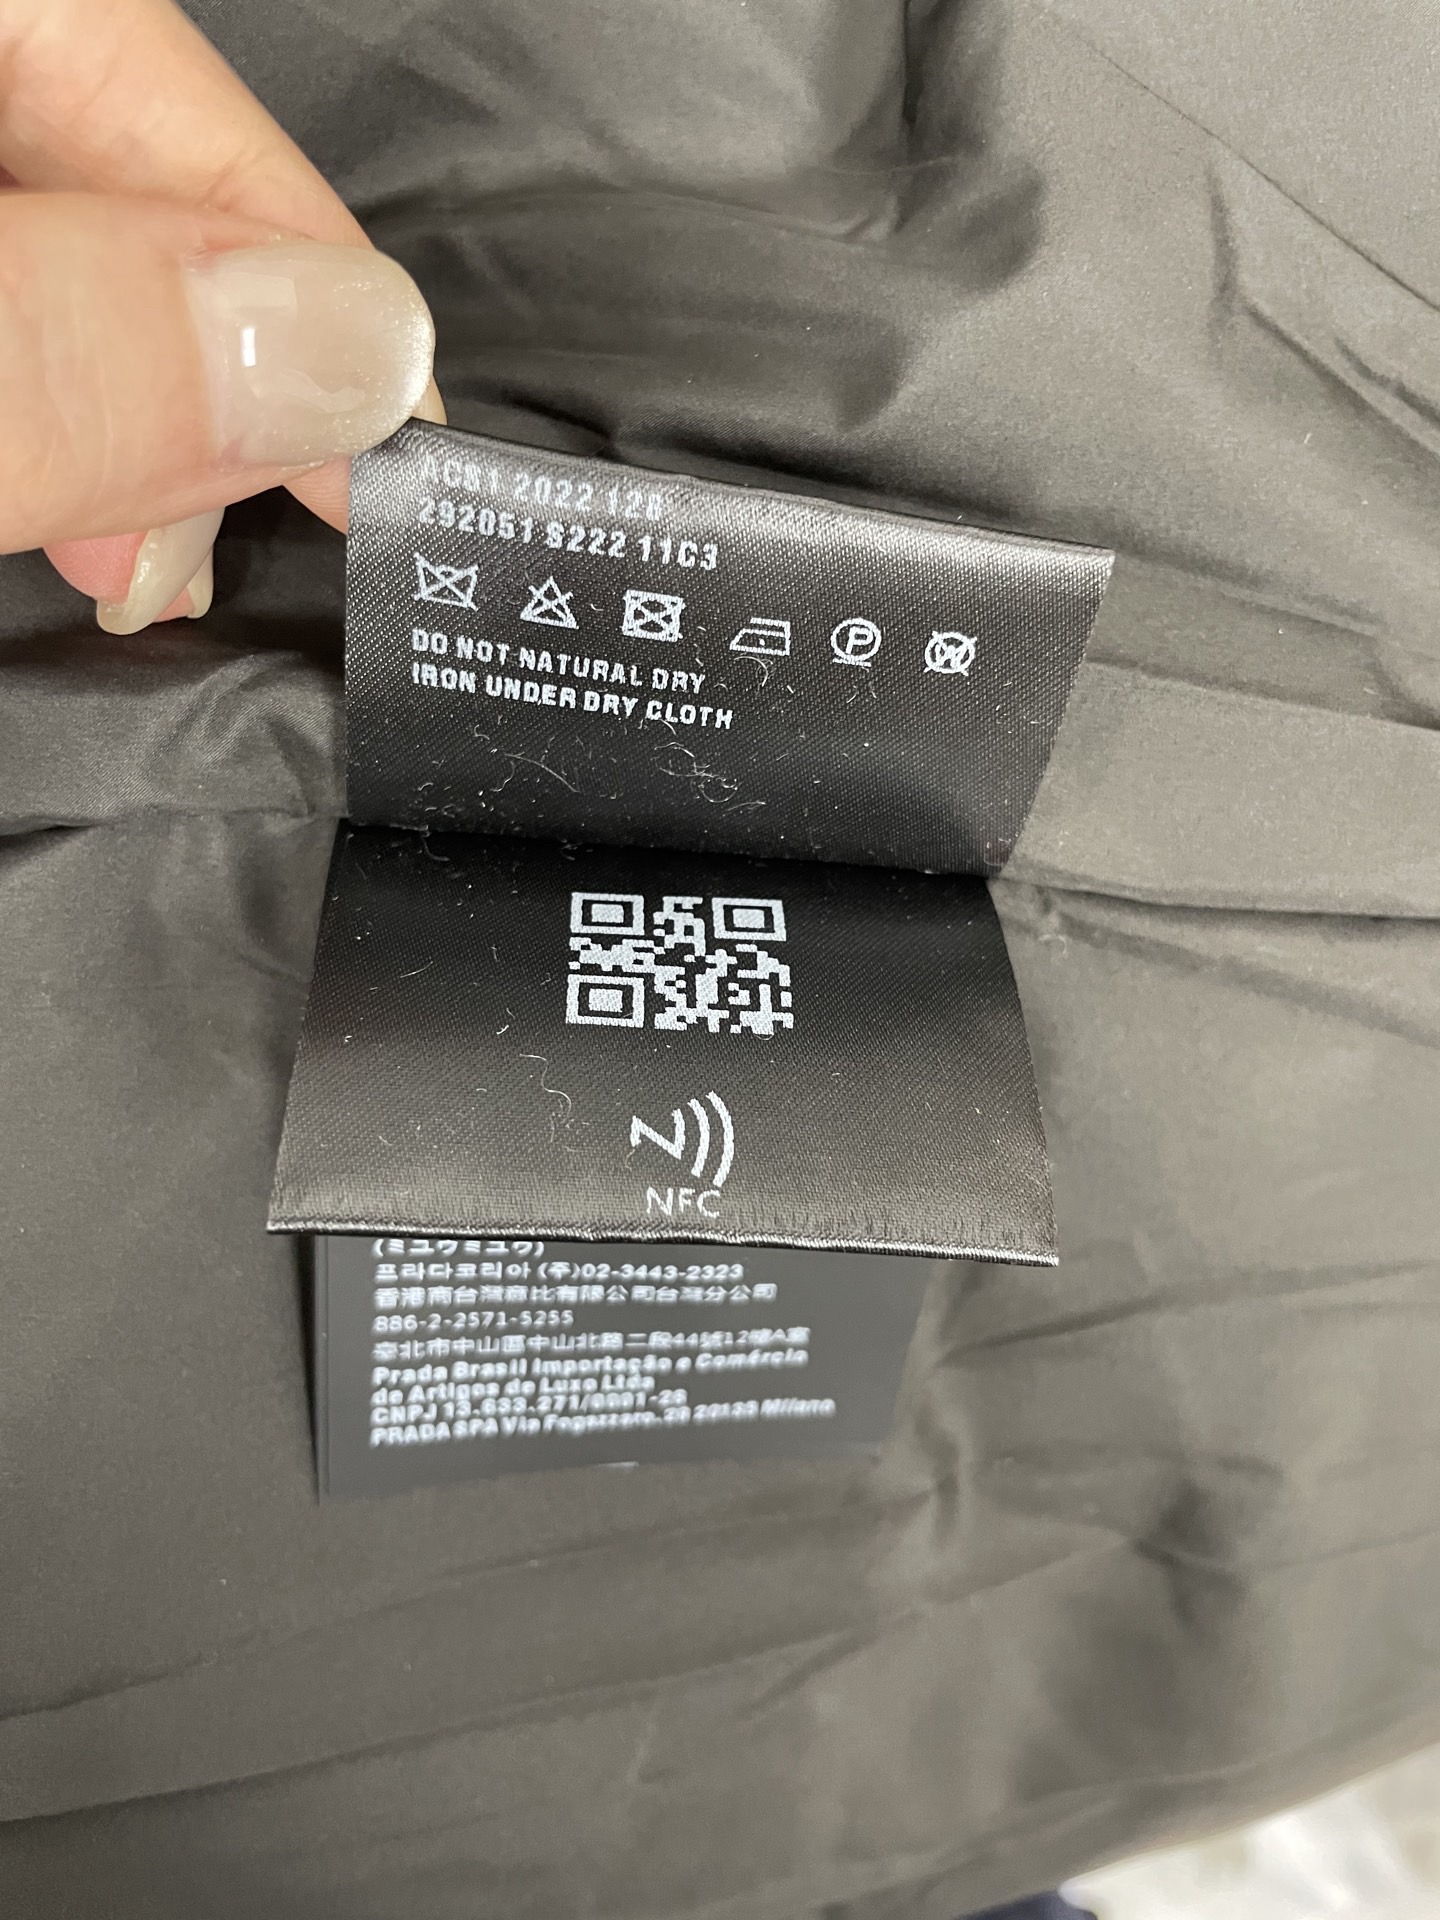 2022 128
292051 S222 11C3
P
W
DO NOT NATURAL DRY
IRON UNDER DRY CLOTH
N
NFC
(ミュウミュウ)
프라다코리아 (주)02-3443-2323
香港商台灣商比有限公司台灣分公司
886-2-2571-5255
臺北市中山區中山北路二段44號12樓A室
Prada Brasil Importação e Comércio
de Artigos de Luxo Ltda
CNPJ 13.633.271/0001-26
PRADA SPA Via Fogazzaro, 28 20135 Milano